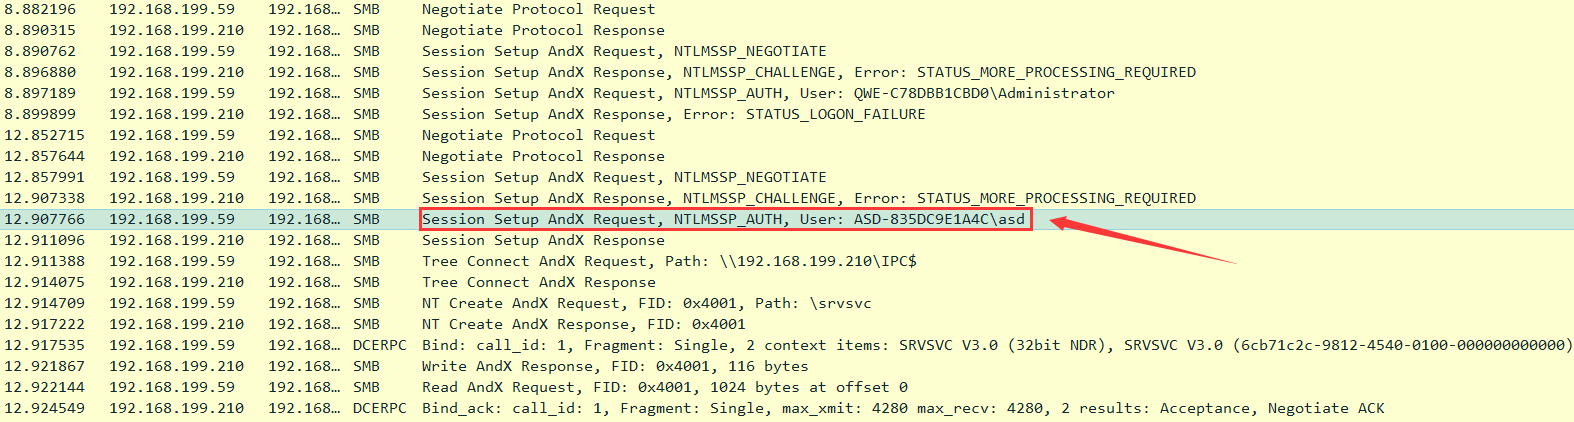 8.882196 192.168.199.59 192.168… SMB Negotiate Protocol Request
8.890315 192.168.199.210 192.168… SMB Negotiate Protocol Response
8.890762 192.168.199.59 192.168… SMB Session Setup AndX Request, NTLMSSP_NEGOTIATE
8.896880 192.168.199.210 192.168… SMB Session Setup AndX Response, NTLMSSP_CHALLENGE, Error: STATUS_MORE_PROCESSING_REQUIRED
8.897189 192.168.199.59 192.168… SMB Session Setup AndX Request, NTLMSSP_AUTH, User: QWE-C78DBB1CBD0\Administrator
8.899899 192.168.199.210 192.168… SMB Session Setup AndX Response, Error: STATUS_LOGON_FAILURE
12.852715 192.168.199.59 192.168… SMB Negotiate Protocol Request
12.857644 192.168.199.210 192.168… SMB Negotiate Protocol Response
12.857991 192.168.199.59 192.168… SMB Session Setup AndX Request, NTLMSSP_NEGOTIATE
12.907338 192.168.199.210 192.168… SMB Session Setup AndX Response, NTLMSSP_CHALLENGE, Error: STATUS_MORE_PROCESSING_REQUIRED
12.907766 192.168.199.59 192.168… SMB Session Setup AndX Request, NTLMSSP_AUTH, User: ASD-835DC9E1A4C\asd
12.911096 192.168.199.210 192.168… SMB Session Setup AndX Response
12.911388 192.168.199.59 192.168… SMB Tree Connect AndX Request, Path: \\192.168.199.210\IPC$
12.914075 192.168.199.210 192.168… SMB Tree Connect AndX Response
12.914709 192.168.199.59 192.168… SMB NT Create AndX Request, FID: 0x4001, Path: \srvsvc
12.917222 192.168.199.210 192.168… SMB NT Create AndX Response, FID: 0x4001
12.917535 192.168.199.59 192.168… DCERPC Bind: call_id: 1, Fragment: Single, 2 context items: SRVSVC V3.0 (32bit NDR), SRVSVC V3.0 (6cb71c2c-9812-4540-0100-000000000000)
12.921867 192.168.199.210 192.168… SMB Write AndX Response, FID: 0x4001, 116 bytes
12.922144 192.168.199.59 192.168… SMB Read AndX Request, FID: 0x4001, 1024 bytes at offset 0
12.924549 192.168.199.210 192.168… DCERPC Bind_ack: call_id: 1, Fragment: Single, max_xmit: 4280 max_recv: 4280, 2 results: Acceptance, Negotiate ACK